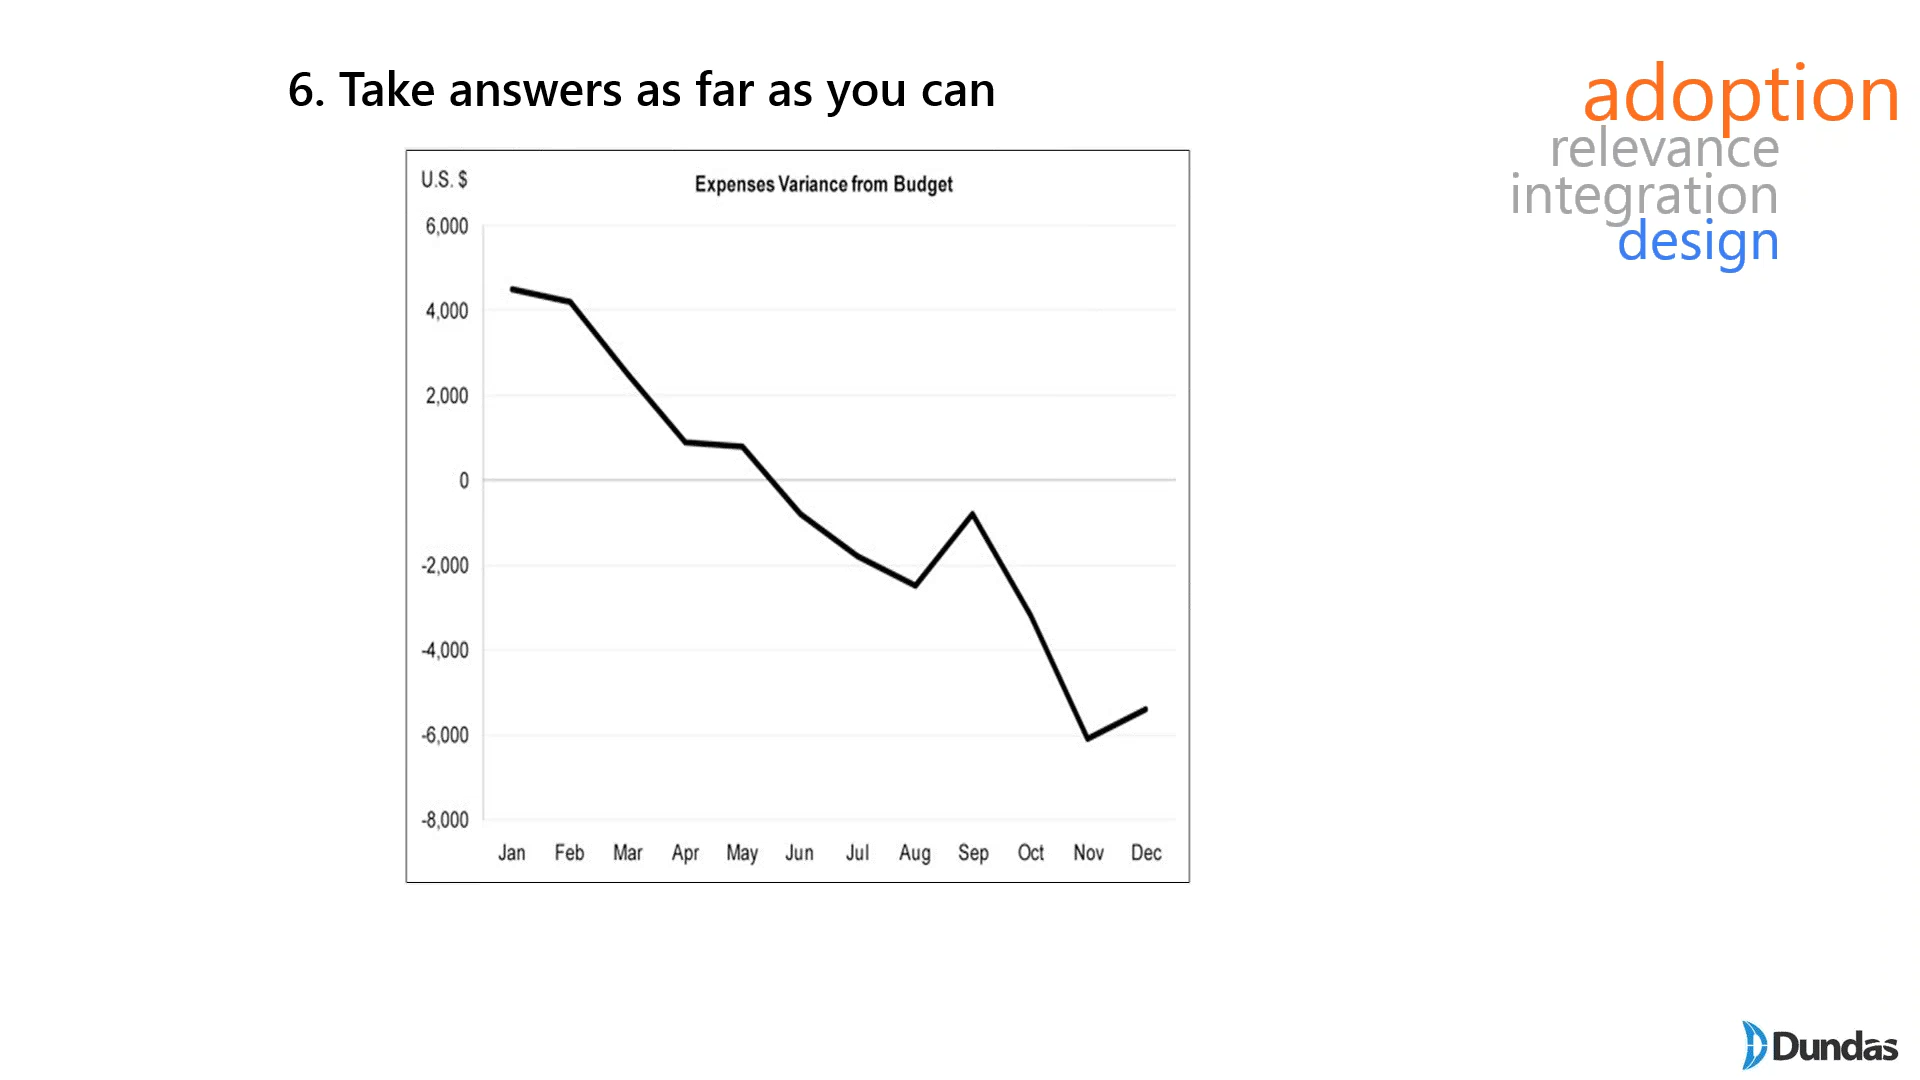 6. Take answers as far as you can
adoption
relevance
integration
design
U.S. $
Expenses Variance from Budget
6,000
4,000
2,000
0
-2,000
-4,000
-6,000
-8,000
Jan Feb Mar Apr May Jun Jul Aug Sep Oct Nov Dec
Dundas